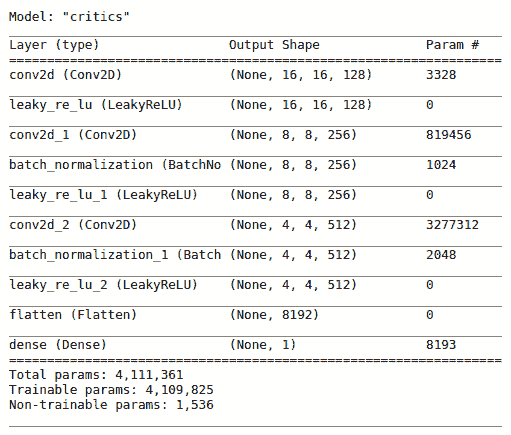 Model: "critics"
Layer (type) Output Shape Param #
conv2d (Conv2D) (None, 16, 16, 128) 3328
leaky_re_lu (LeakyReLU) (None, 16, 16, 128) 0
conv2d_1 (Conv2D) (None, 8, 8, 256) 819456
batch_normalization (BatchNo (None, 8, 8, 256) 1024
leaky_re_lu_1 (LeakyReLU) (None, 8, 8, 256) 0
conv2d_2 (Conv2D) (None, 4, 4, 512) 3277312
batch_normalization_1 (Batch (None, 4, 4, 512) 2048
leaky_re_lu_2 (LeakyReLU) (None, 4, 4, 512) 0
flatten (Flatten) (None, 8192) 0
dense (Dense) (None, 1) 8193
Total params: 4,111,361
Trainable params: 4,109,825
Non-trainable params: 1,536